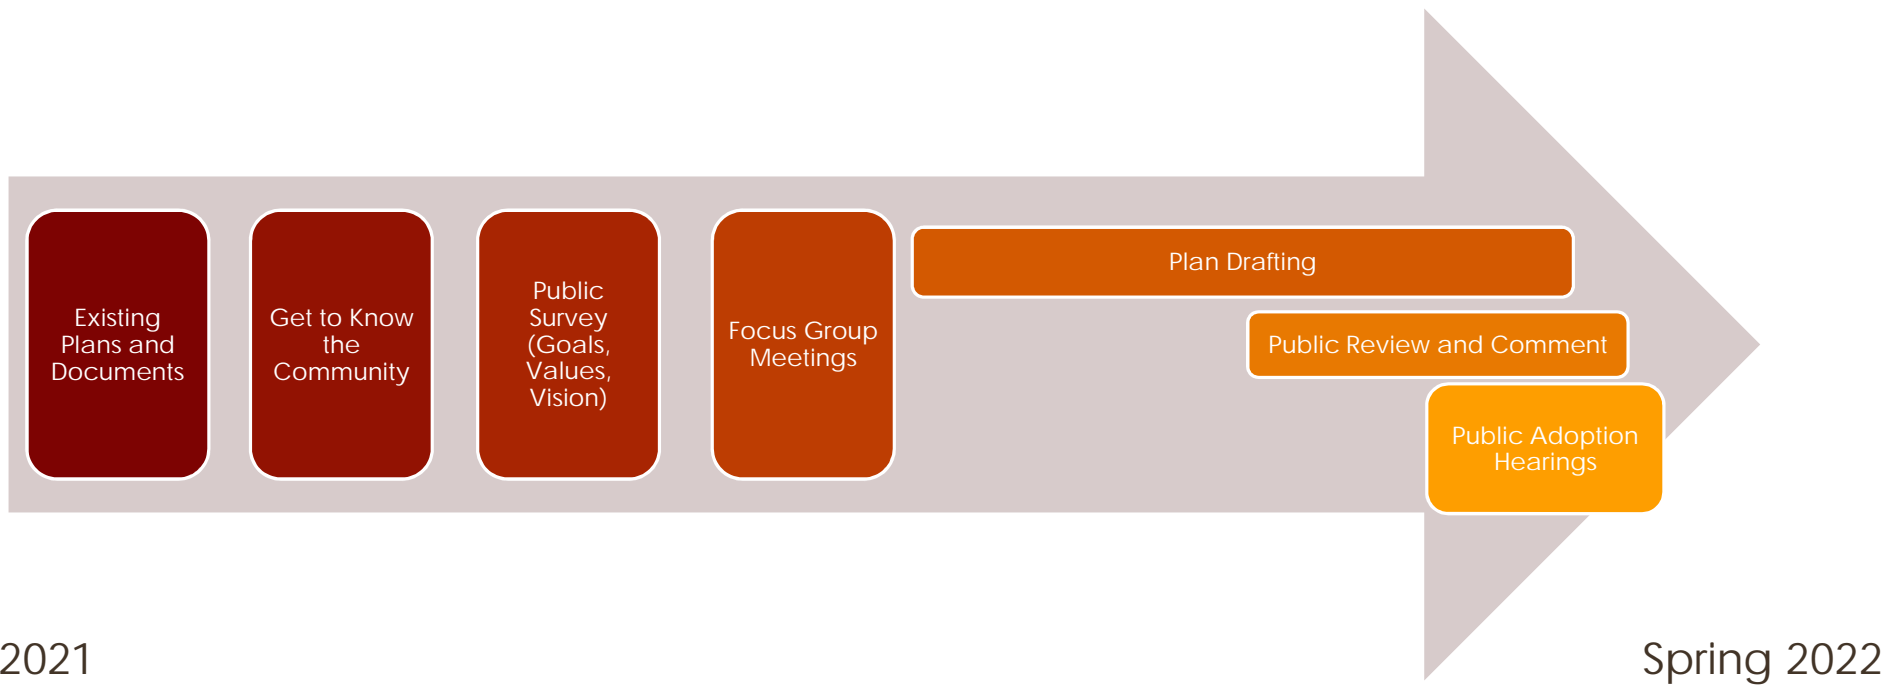 Existing
Plans and
Documents
Get to Know
the
Community
Public
Survey
(Goals,
Values,
Vision)
Focus Group
Meetings
Plan Drafting
Public Review and Comment
Public Adoption
Hearings
2021
Spring 2022